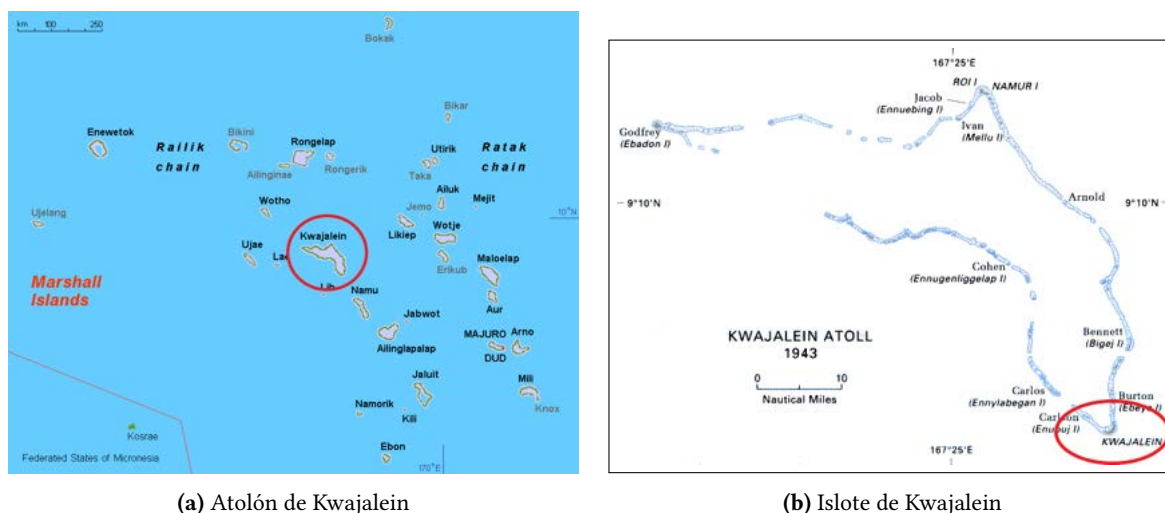 km 100 250
Bokak
Bikar
Enewetok
Railik
chain
Bikini
Rongelap
Ailinginae
Rongerik
Utirik
Taka
Ratak
chain
Ailuk
Mejit
Wotho
Jemo
Likiep
Wotje
10°N
Ujelang
Kwajalein
Ujae
Lae
Erikub
Maloelap
Marshall
Islands
Lib
Namu
Aur
Jabwot
Ailinglapalap
MAJURO
DUD
Arno
Jaluit
Mili
Knox
Namorik
Kili
Kosrae
Ebon
Federated States of Micronesia
170°E
(a) Atolón de Kwajalein
167°25'E
ROI I
NAMUR I
Jacob
(Ennuebing I)
Ivan
(Mellu I)
Godfrey
(Ebadon I)
9°10'N
Arnold
9°10'N
Cohen
(Ennugenliggelap I)
KWAJALEIN ATOLL
1943
0 10
Nautical Miles
Bennett
(Bigej I)
Carlos
(Ennylabegan I)
Burton
(Ebeye I)
Carlson
(Enubuj I)
KWAJALEIN
167°25'E
(b) Islote de Kwajalein